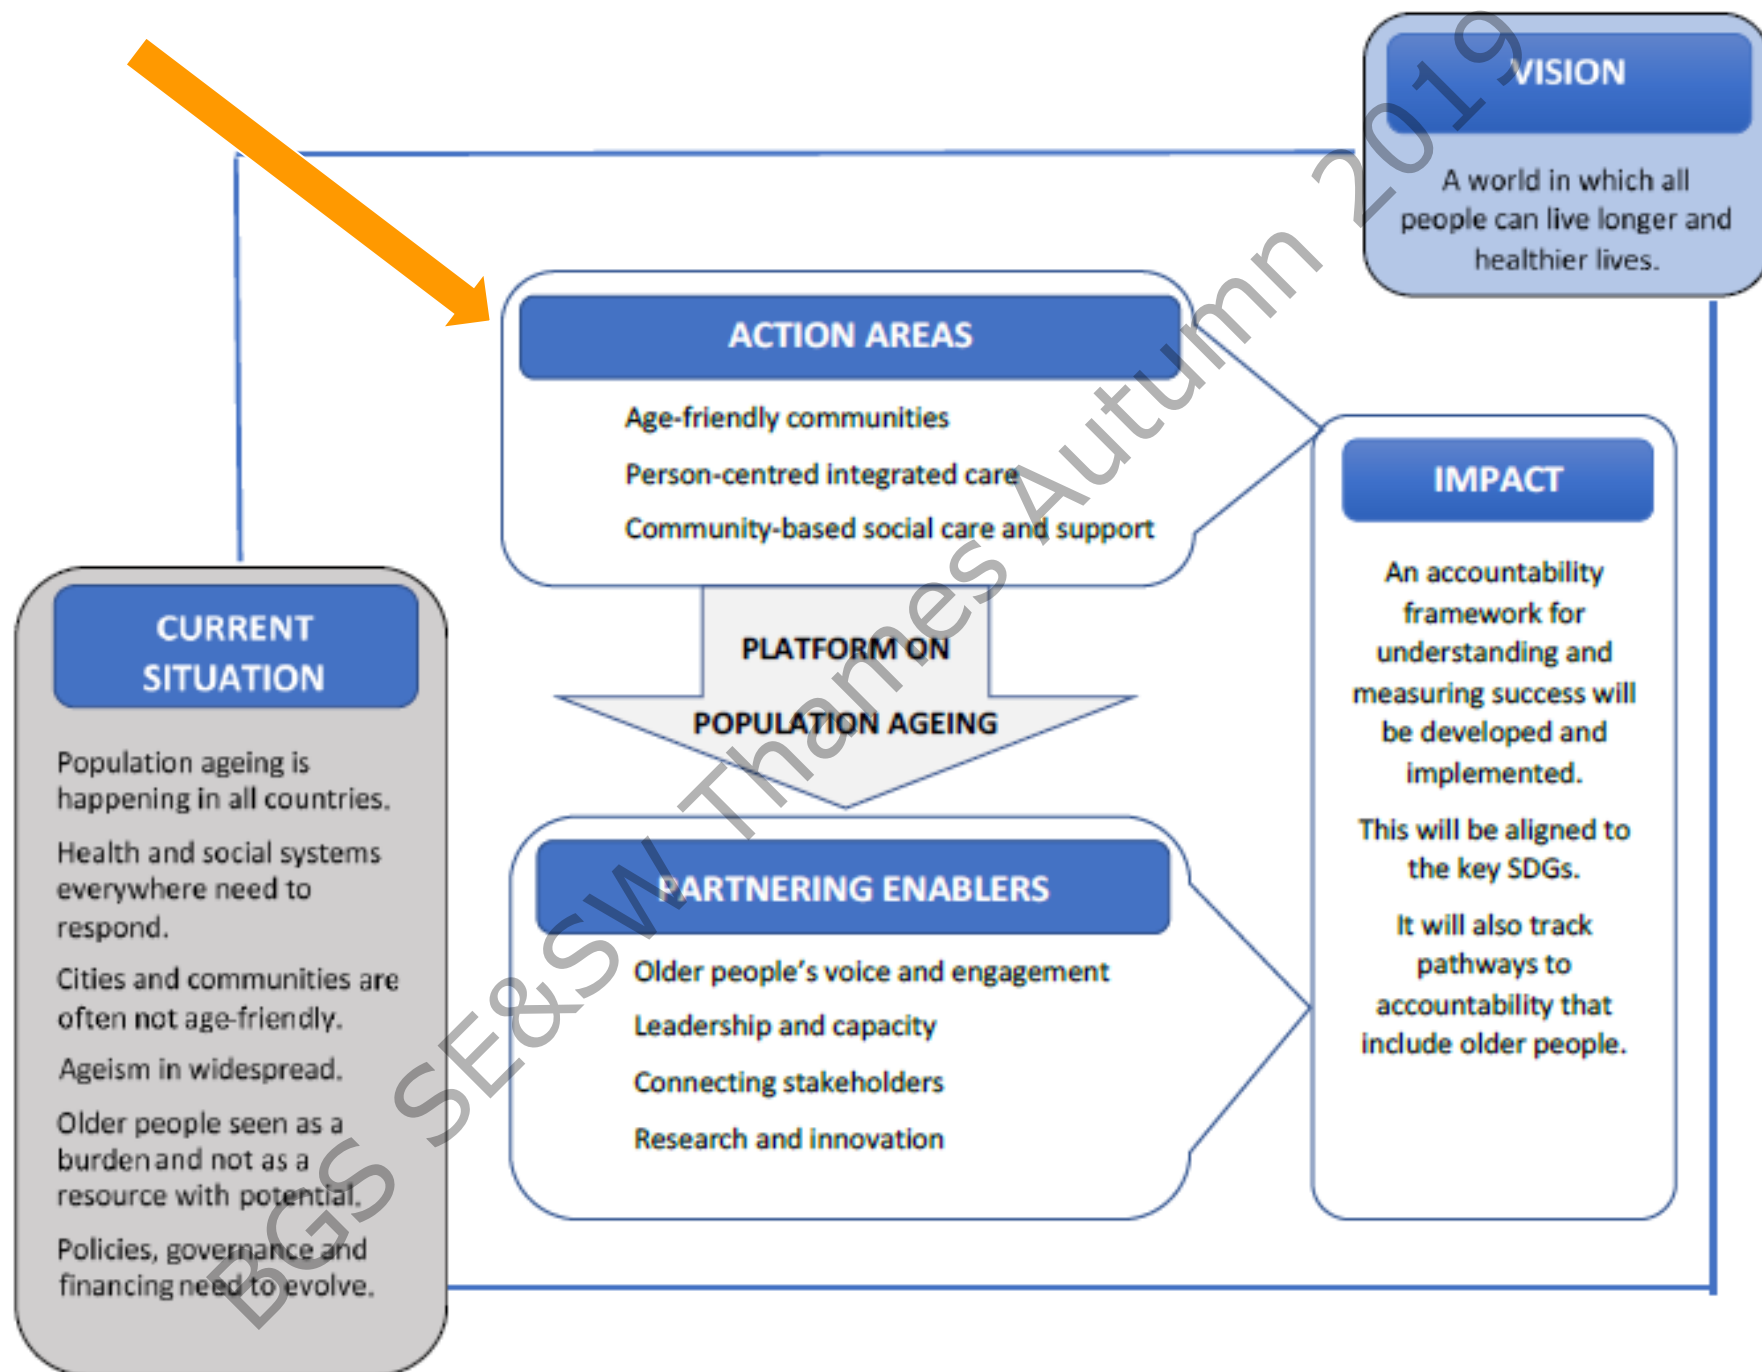 VISION
A world in which all
people can live longer and
healthier lives.
ACTION AREAS
Age-friendly communities
Person-centred integrated care
Community-based social care and support
PLATFORM ON
POPULATION AGEING
PARTNERING ENABLERS
Older people's voice and engagement
Leadership and capacity
Connecting stakeholders
Research and innovation
IMPACT
An accountability
framework for
understanding and
measuring success will
be developed and
implemented.
This will be aligned to
the key SDGs.
It will also track
pathways to
accountability that
include older people.
CURRENT
SITUATION
Population ageing is
happening in all countries.
Health and social systems
everywhere need to
respond.
Cities and communities are
often not age-friendly.
Ageism in widespread.
Older people seen as a
burden and not as a
resource with potential.
Policies, governance and
financing need to evolve.
BGS SE&SW Thames Autumn 2019